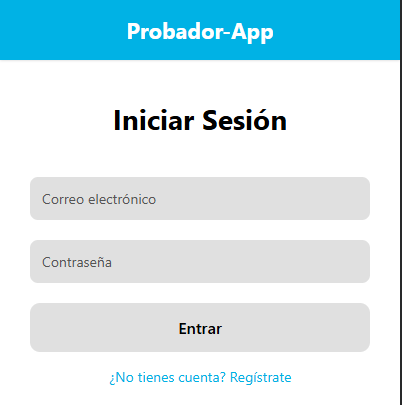 Probador-App
Iniciar Sesión
Correo electrónico
Contraseña
Entrar
¿No tienes cuenta? Regístrate